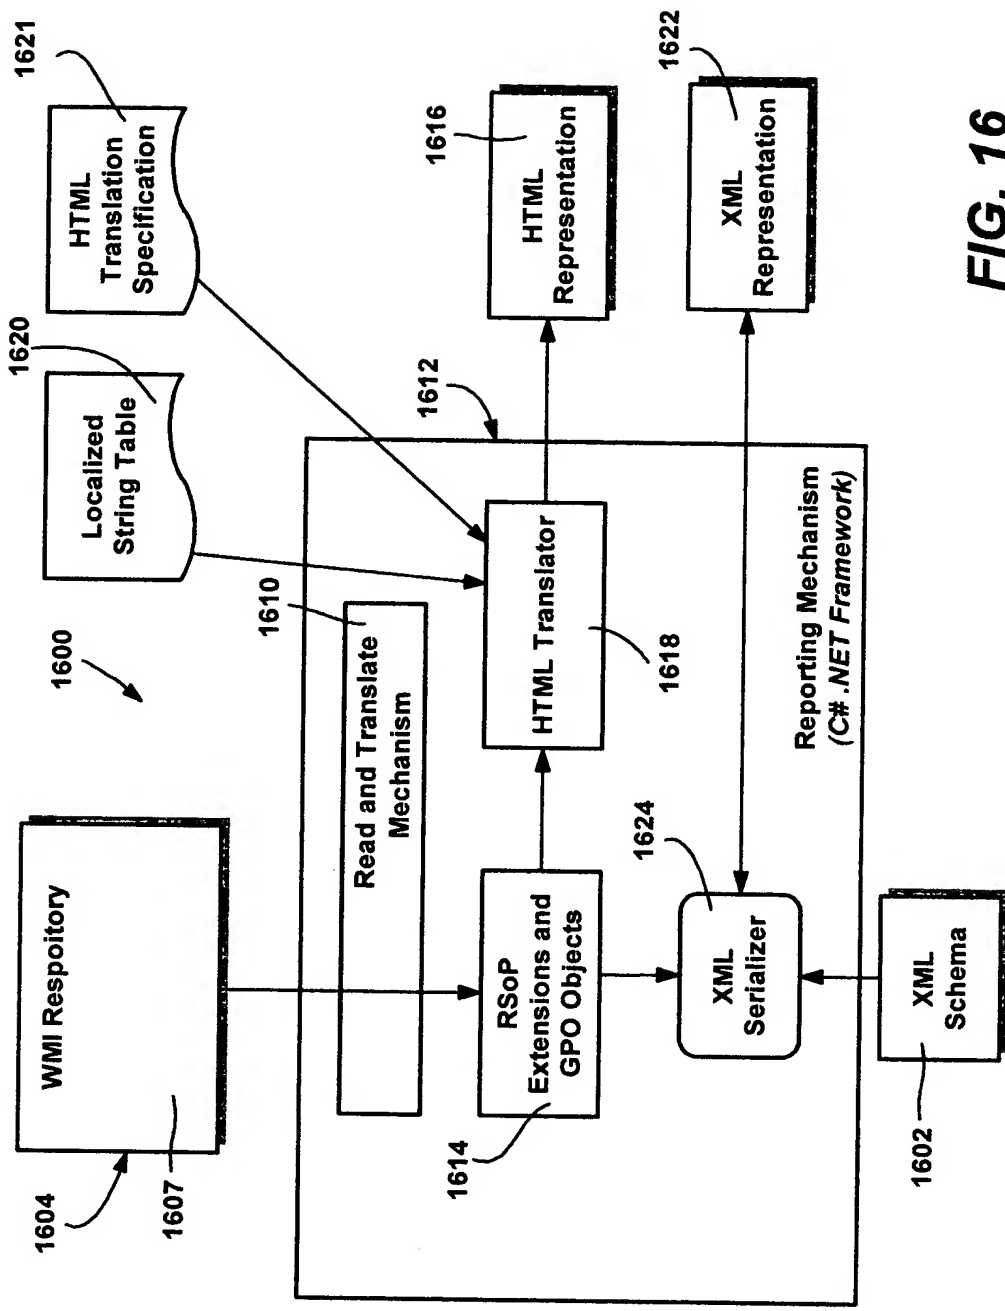 1600
1604
WMI Respoitory
1607
Localized
String Table
1620
HTML
Translation
Specification
1621
Read and Translate
Mechanism
1610
1612
RSoP
Extensions and
GPO Objects
1614
HTML Translator
1618
HTML
Representation
1616
XML
Serializer
1624
XML
Representation
1622
Reporting Mechanism
(C# .NET Framework)
XML
Schema
1602
FIG. 16